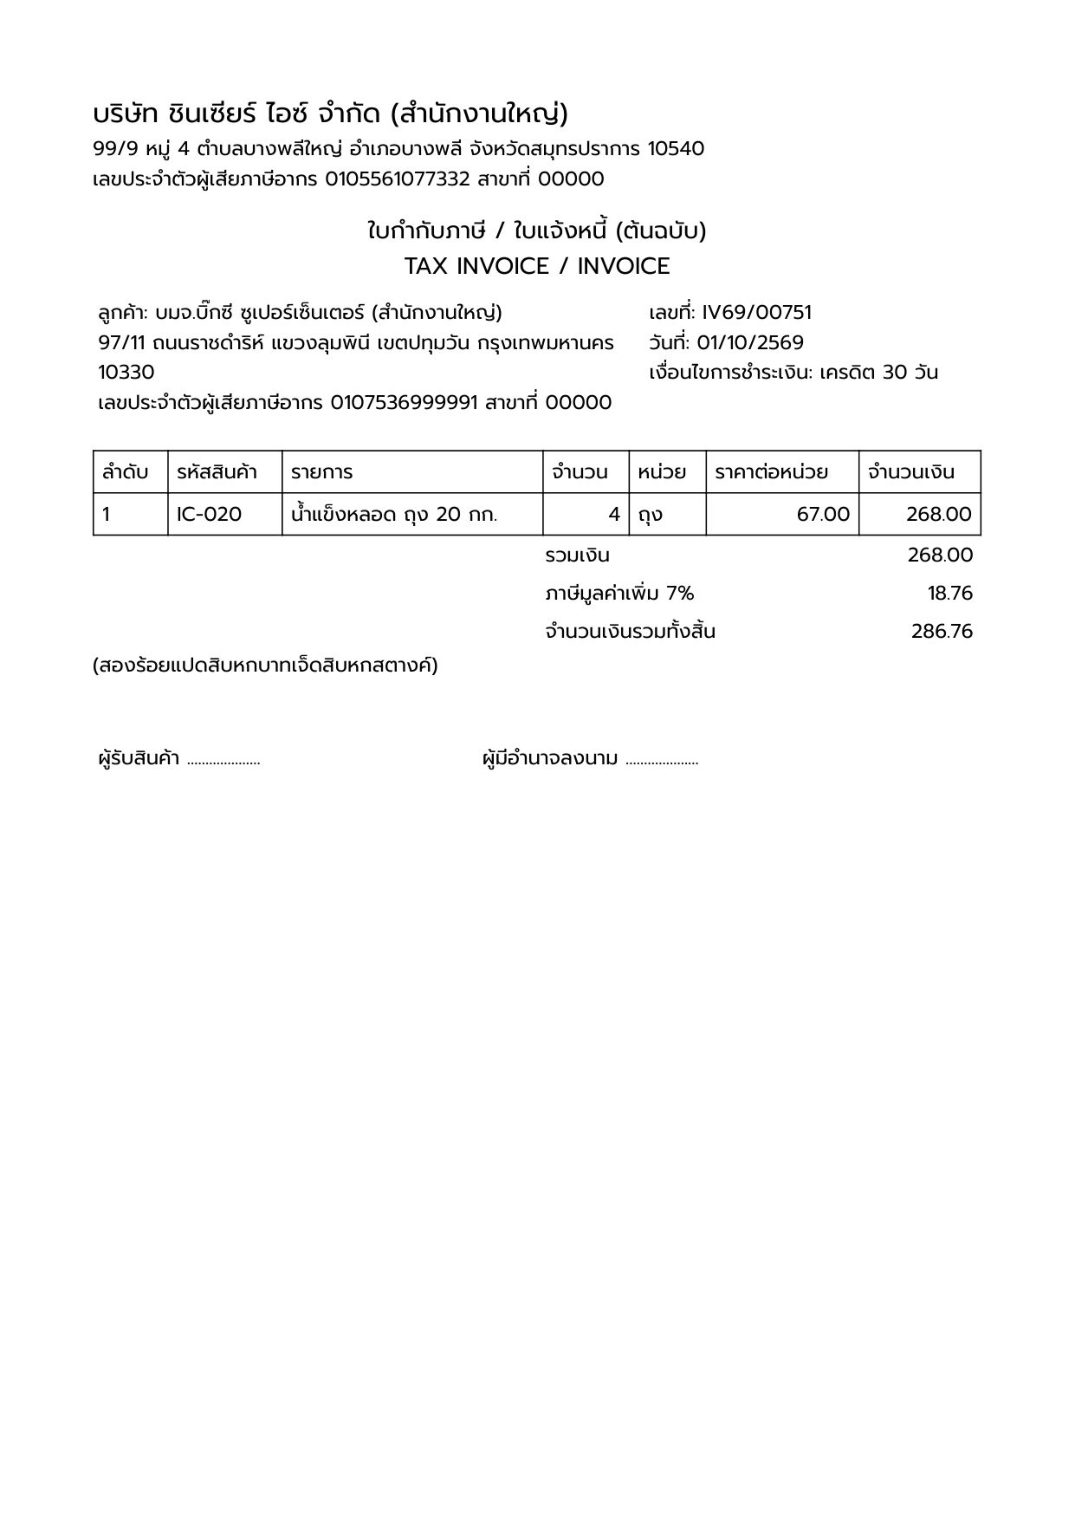 บริษัท ชินเซียร์ ไอซ์ จำกัด (สำนักงานใหญ่)
99/9 หมู่ 4 ตำบลบางพลีใหญ่ อำเภอบางพลี จังหวัดสมุทรปราการ 10540
เลขประจำตัวผู้เสียภาษีอากร 0105561077332 สาขาที่ 00000
ใบกำกับภาษี / ใบแจ้งหนี้ (ต้นฉบับ)
TAX INVOICE / INVOICE
ลูกค้า: บมจ.บิ๊กซี ซูเปอร์เซ็นเตอร์ (สำนักงานใหญ่)
97/11 ถนนราชดำริห์ แขวงลุมพินี เขตปทุมวัน กรุงเทพมหานคร
10330
เลขประจำตัวผู้เสียภาษีอากร 0107536999991 สาขาที่ 00000
เลขที่: IV69/00751
วันที่: 01/10/2569
เงื่อนไขการชำระเงิน: เครดิต 30 วัน
ลำดับ รหัสสินค้า รายการ จำนวน หน่วย ราคาต่อหน่วย จำนวนเงิน
1 IC-020 น้ำแข็งหลอด ถุง 20 กก. 4 ถุง 67.00 268.00
รวมเงิน 268.00
ภาษีมูลค่าเพิ่ม 7% 18.76
จำนวนเงินรวมทั้งสิ้น 286.76
(สองร้อยแปดสิบหกบาทเจ็ดสิบหกสตางค์)
ผู้รับสินค้า .................... ผู้มีอำนาจลงนาม ....................